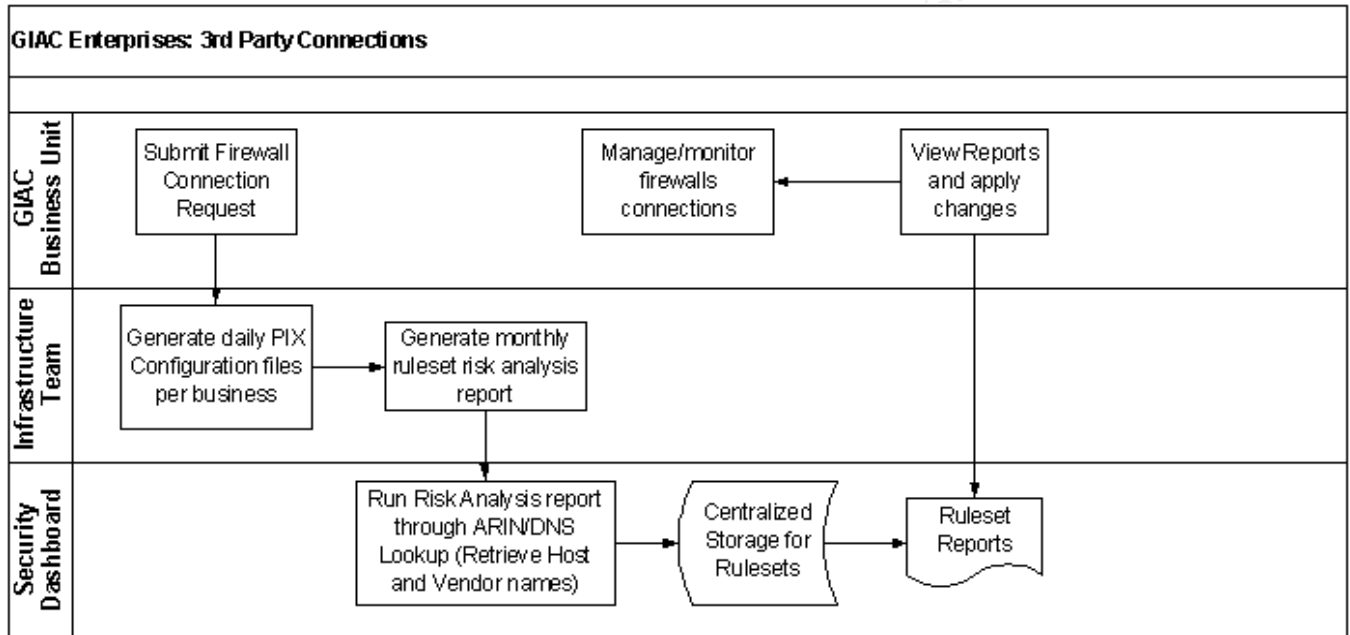 GIAC Enterprises: 3rd Party Connections
GIAC
Business Unit
Submit Firewall
Connection
Request
Manage/monitor
firewalls
connections
View Reports
and apply
changes
Infrastructure
Team
Generate daily PIX
Configuration files
per business
Generate monthly
ruleset risk analysis
report
Security
Dashboard
Run Risk Analysis report
through ARIN/DNS
Lookup (Retrieve Host
and Vendor names)
Centralized
Storage for
Rulesets
Ruleset
Reports